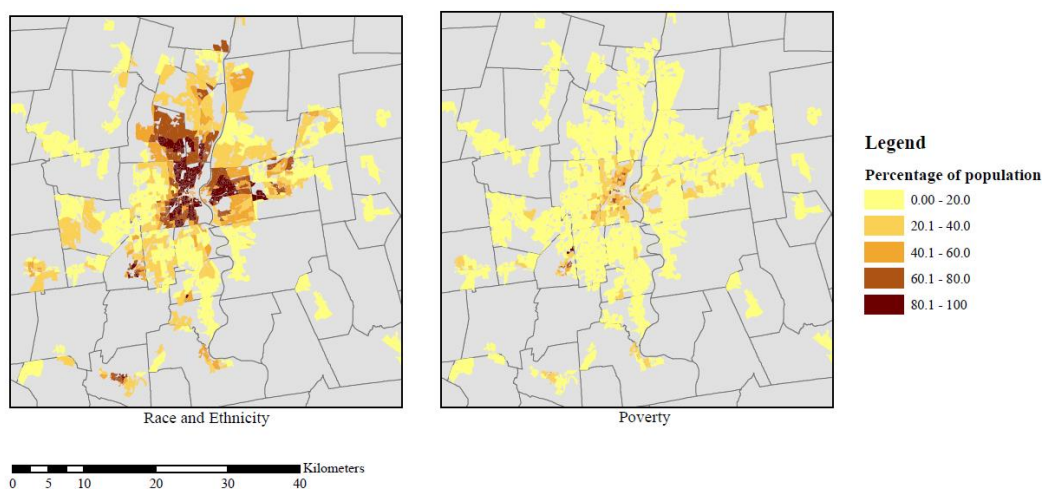 Race and Ethnicity
Poverty
Legend
Percentage of population
0.00 - 20.0
20.1 - 40.0
40.1 - 60.0
60.1 - 80.0
80.1 - 100
Kilometers
0 5 10 20 30 40